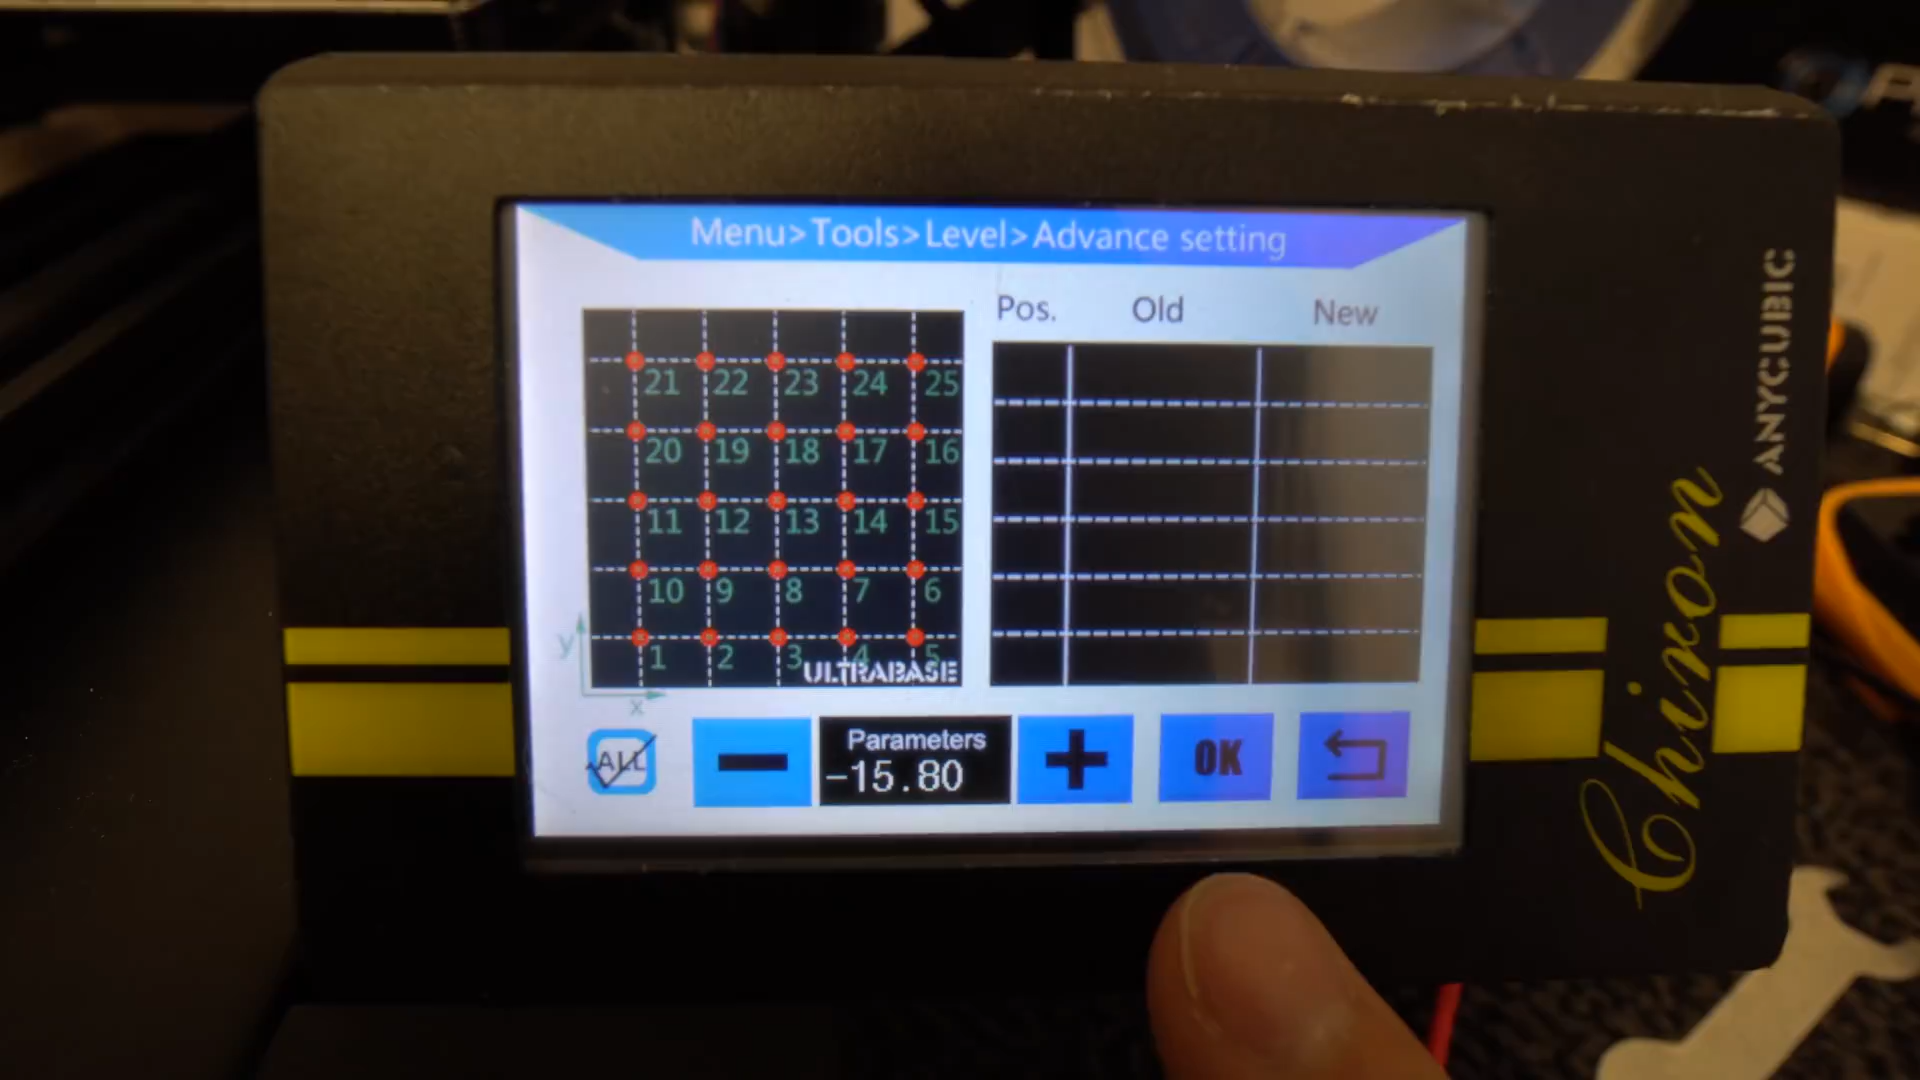 Menu>Tools>Level>Advance setting
Pos. Old New
21 22 23 24 25
20 19 18 17 16
11 12 13 14 15
10 9 8 7 6
1 2 3 4 5
ULTRABASE
y
x
ALL
Parameters
-15.80
OK
ANYCUBIC
Chiron